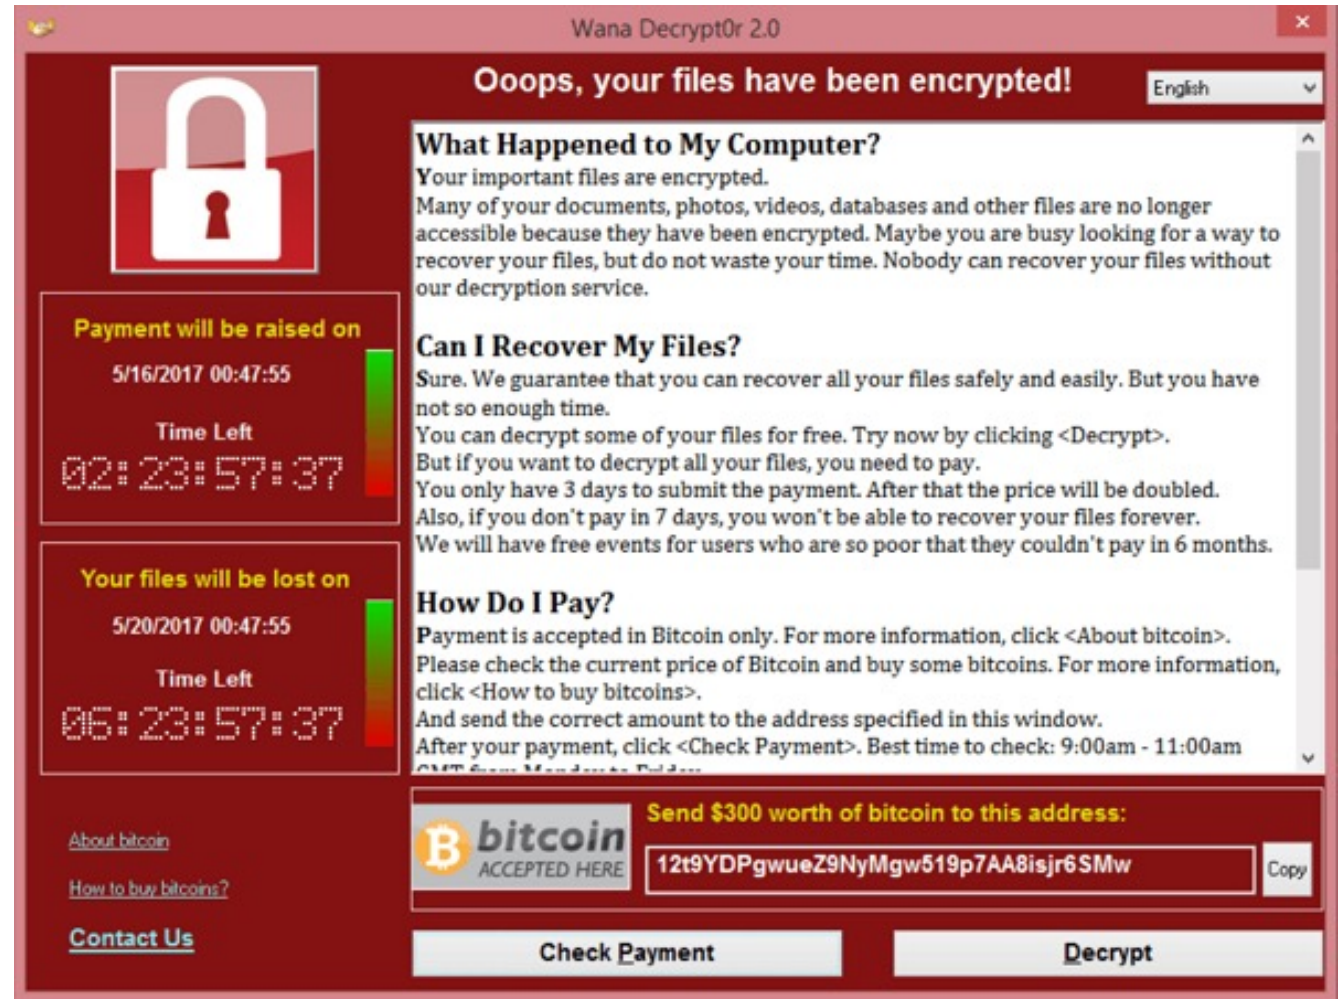 Wana Decrypt0r 2.0
Ooops, your files have been encrypted!
English
What Happened to My Computer?
Your important files are encrypted.
Many of your documents, photos, videos, databases and other files are no longer
accessible because they have been encrypted. Maybe you are busy looking for a way to
recover your files, but do not waste your time. Nobody can recover your files without
our decryption service.
Can I Recover My Files?
Sure. We guarantee that you can recover all your files safely and easily. But you have
not so enough time.
You can decrypt some of your files for free. Try now by clicking <Decrypt>.
But if you want to decrypt all your files, you need to pay.
You only have 3 days to submit the payment. After that the price will be doubled.
Also, if you don't pay in 7 days, you won't be able to recover your files forever.
We will have free events for users who are so poor that they couldn't pay in 6 months.
How Do I Pay?
Payment is accepted in Bitcoin only. For more information, click <About bitcoin>.
Please check the current price of Bitcoin and buy some bitcoins. For more information,
click <How to buy bitcoins>.
And send the correct amount to the address specified in this window.
After your payment, click <Check Payment>. Best time to check: 9:00am - 11:00am
GMT from Monday to Friday
Payment will be raised on
5/16/2017 00:47:55
Time Left
02:23:57:37
Your files will be lost on
5/20/2017 00:47:55
Time Left
06:23:57:37
About bitcoin
How to buy bitcoins?
Contact Us
bitcoin
ACCEPTED HERE
Send $300 worth of bitcoin to this address:
12t9YDPgwueZ9NyMgw519p7AA8isjr6SMw
Copy
Check Payment
Decrypt